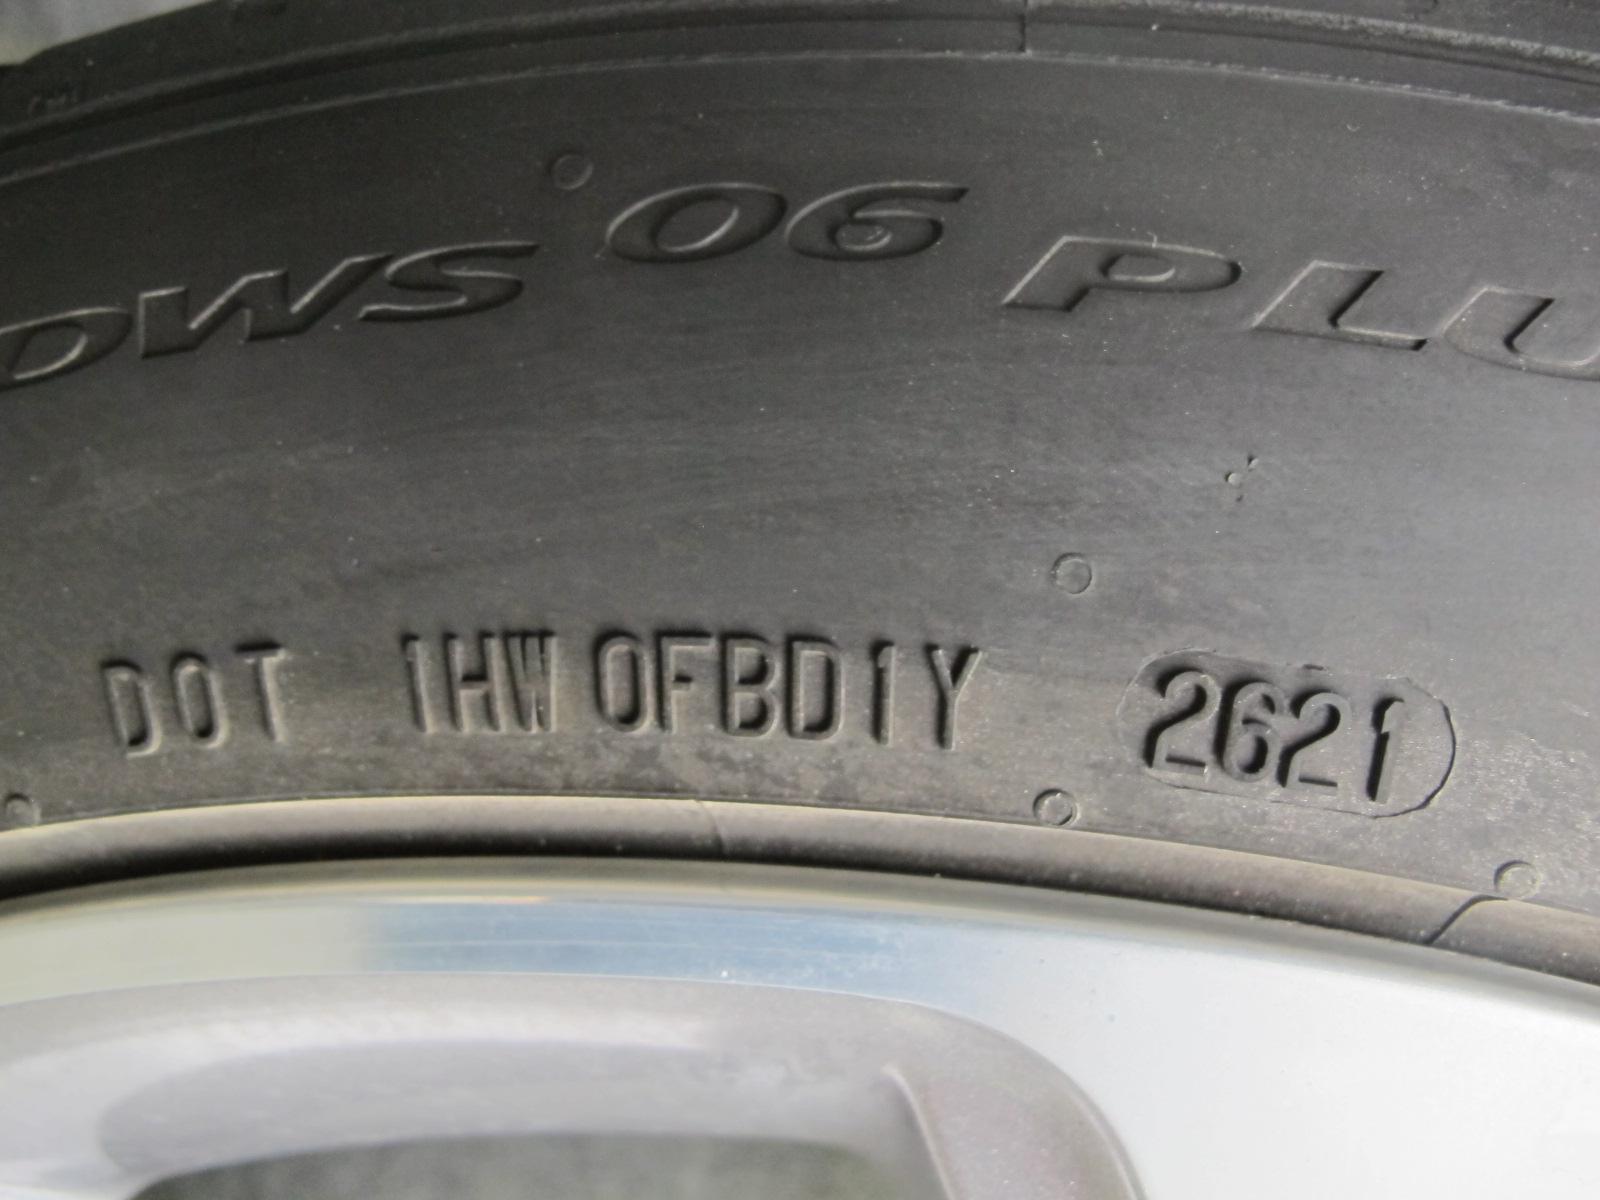 DWS 06 PLU
DOT 1HW 0FBD1Y 2621